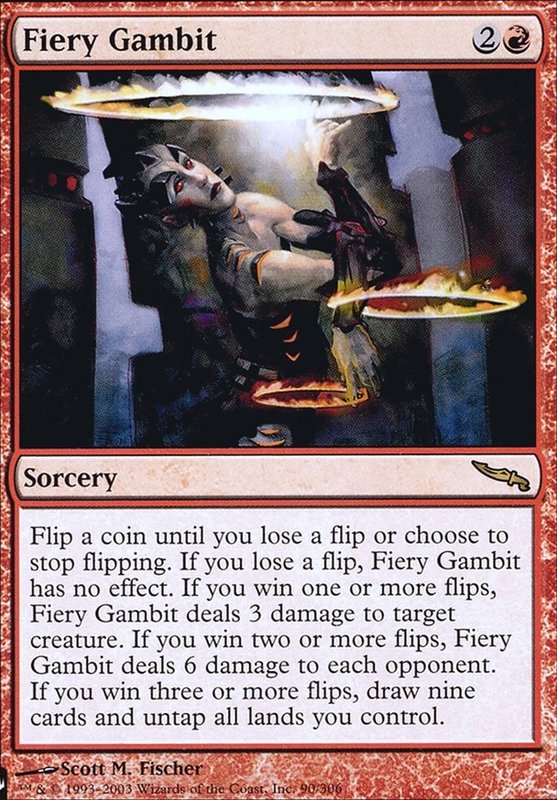 Fiery Gambit 2
Sorcery
Flip a coin until you lose a flip or choose to
stop flipping. If you lose a flip, Fiery Gambit
has no effect. If you win one or more flips,
Fiery Gambit deals 3 damage to target
creature. If you win two or more flips, Fiery
Gambit deals 6 damage to each opponent.
If you win three or more flips, draw nine
cards and untap all lands you control.
Scott M. Fischer
™ & © 1993–2003 Wizards of the Coast, Inc. 90/306